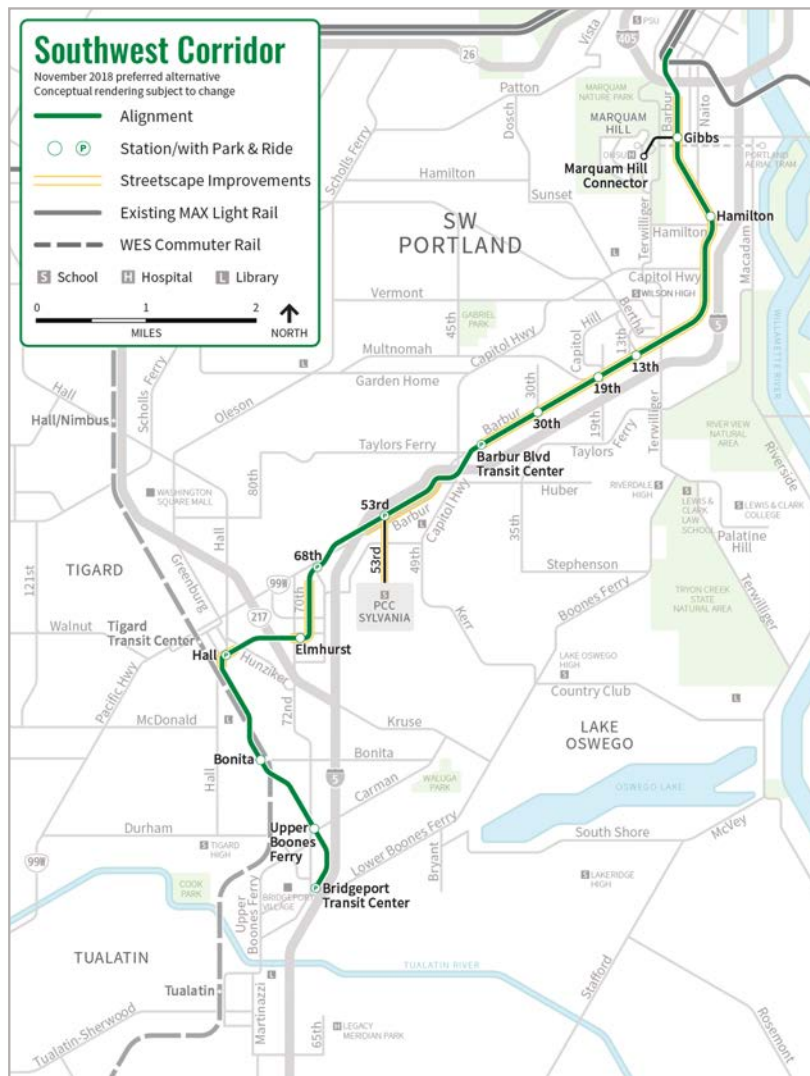 Southwest Corridor
November 2018 preferred alternative
Conceptual rendering subject to change
Alignment
P Station/with Park & Ride
Streetscape Improvements
Existing MAX Light Rail
WES Commuter Rail
S School H Hospital L Library
0 1 2
MILES NORTH
S PSU
405
26
Vista
Patton
Dosch
MARQUAM
NATURE PARK
Barbur
Naito
MARQUAM
HILL
Gibbs
OHSU H
PORTLAND
AERIAL TRAM
Marquam Hill
Connector
Scholls Ferry
Hamilton
Sunset
SW
PORTLAND
Terwilliger
Hamilton
Hamilton
Macadam
L
Capitol Hwy
S WILSON HIGH
Vermont
Bertha
5
45th
GABRIEL
PARK
Capitol Hwy
Capitol
Hill
13th
WILLAMETTE RIVER
Multnomah
L
13th
Hall
Scholls Ferry
Garden Home
30th
19th
Oleson
Barbur
19th
Hall/Nimbus
30th
Taylors Ferry
Barbur Blvd
Transit Center
Taylors
Ferry
Terwilliger
RIVER VIEW
NATURAL
AREA
Riverside
80th
WASHINGTON
SQUARE MALL
53rd
Barbur
L
Capitol Hwy
Huber
35th
RIVERDALE S
HIGH
S
LEWIS &
CLARK
LAW
SCHOOL
S LEWIS & CLARK
COLLEGE
Palatine
Hill
Hall
Greenburg
68th
53rd
49th
Stephenson
TIGARD
121st
99W
70th
S
PCC
SYLVANIA
Boones Ferry
TRYON CREEK
STATE
NATURAL AREA
Terwilliger
217
Kerr
Walnut
Tigard
Transit Center
Hall
Elmhurst
Hunziker
Pacific Hwy
72nd
LAKE OSWEGO
HIGH
S
Country Club
L
McDonald
L
Kruse
LAKE
OSWEGO
Hall
Bonita
Bonita
5
Carman
WALUGA
PARK
OSWEGO LAKE
Durham
Upper
Boones
Ferry
McVey
South Shore
S TIGARD
HIGH
Lower Boones Ferry
Bryant
99W
COOK
PARK
Upper
Boones Ferry
BRIDGEPORT
VILLAGE
Bridgeport
Transit Center
S LAKERIDGE
HIGH
TUALATIN
TUALATIN RIVER
Stafford
Tualatin
L
Martinazzi
Tualatin-Sherwood
65th
H LEGACY
MERIDIAN PARK
Rosemont